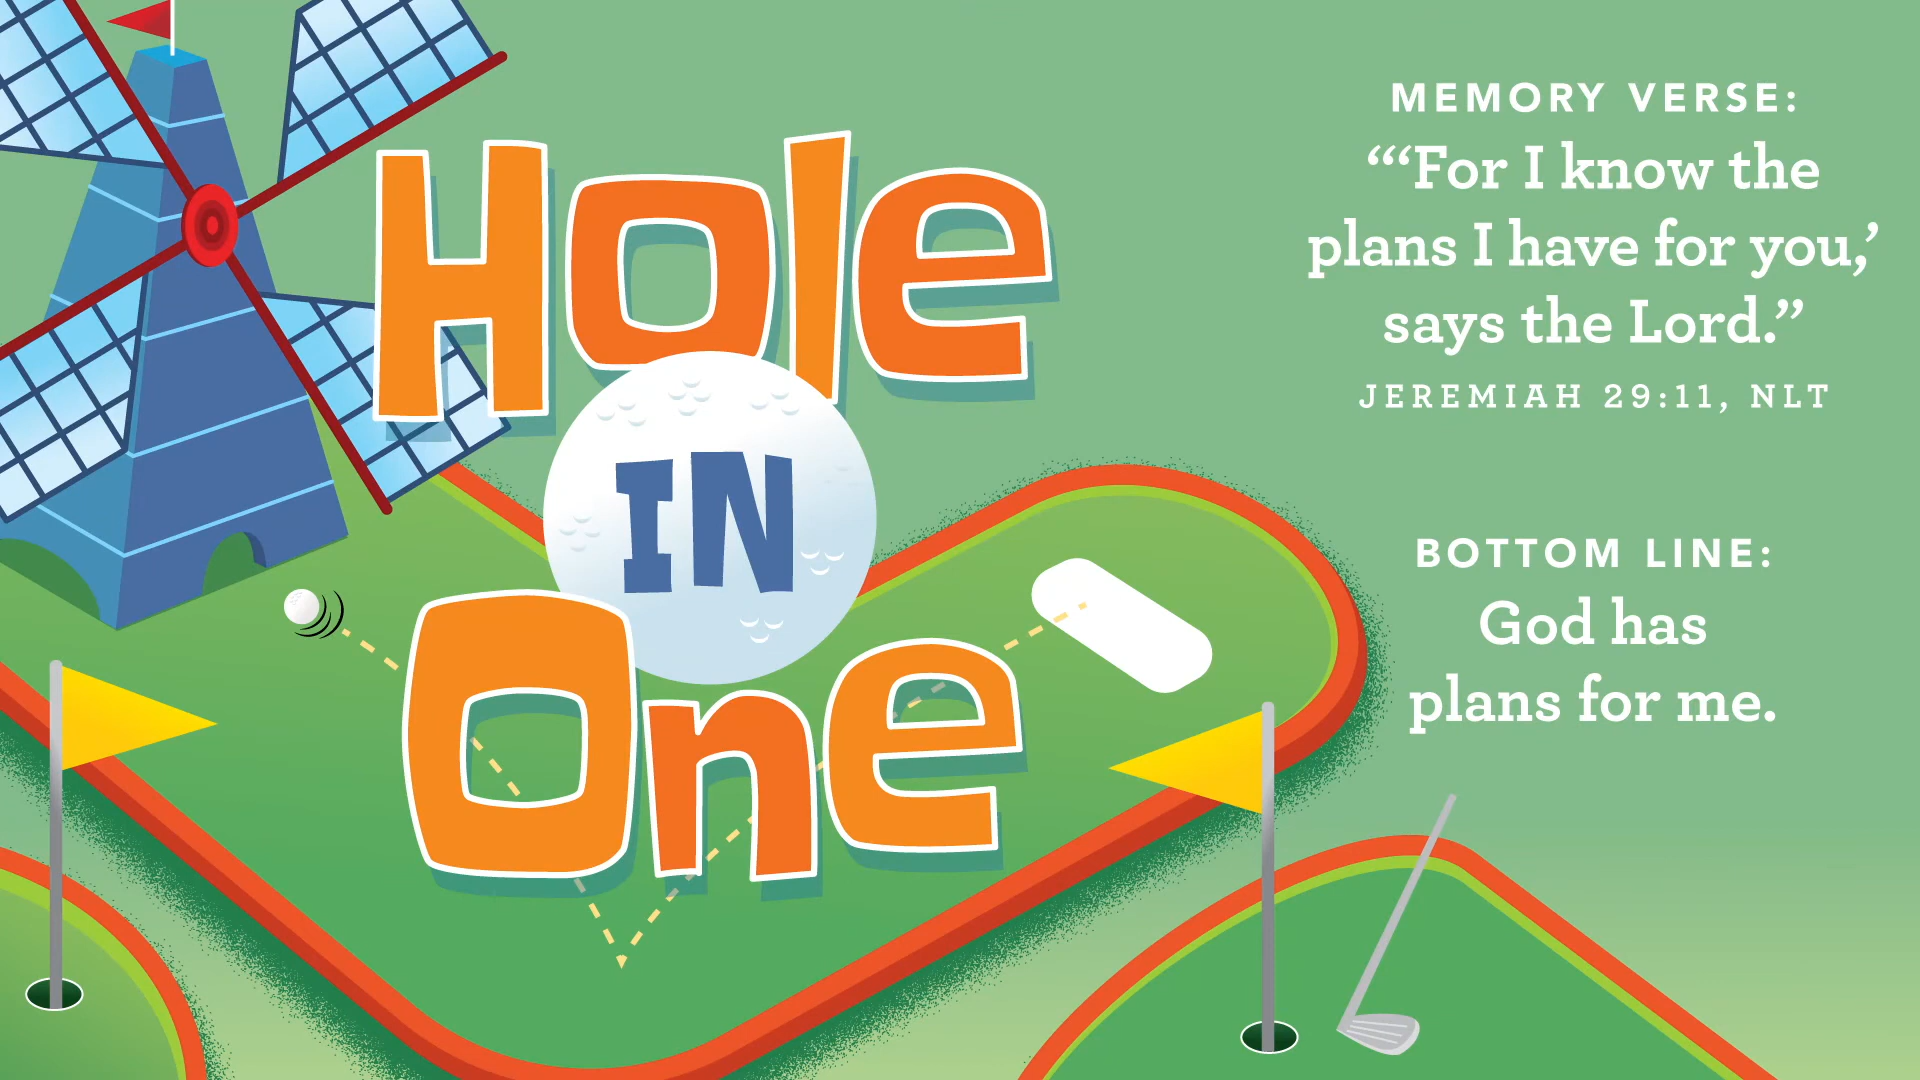 Hole
IN
One
MEMORY VERSE:
“‘For I know the
plans I have for you,’
says the Lord.”
JEREMIAH 29:11, NLT
BOTTOM LINE:
God has
plans for me.